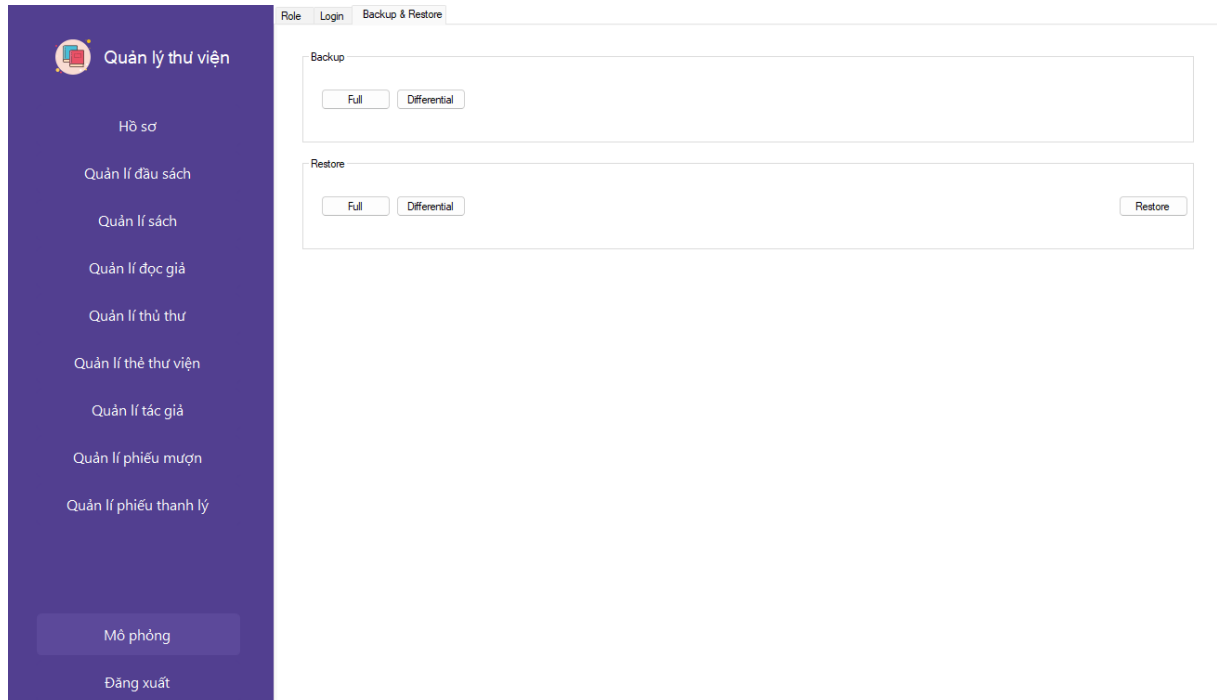 Quản lý thư viện
Hồ sơ
Quản lí đầu sách
Quản lí sách
Quản lí đọc giả
Quản lí thủ thư
Quản lí thẻ thư viện
Quản lí tác giả
Quản lí phiếu mượn
Quản lí phiếu thanh lý
Mô phỏng
Đăng xuất
Role Login Backup & Restore
Backup
Full Differential
Restore
Full Differential Restore